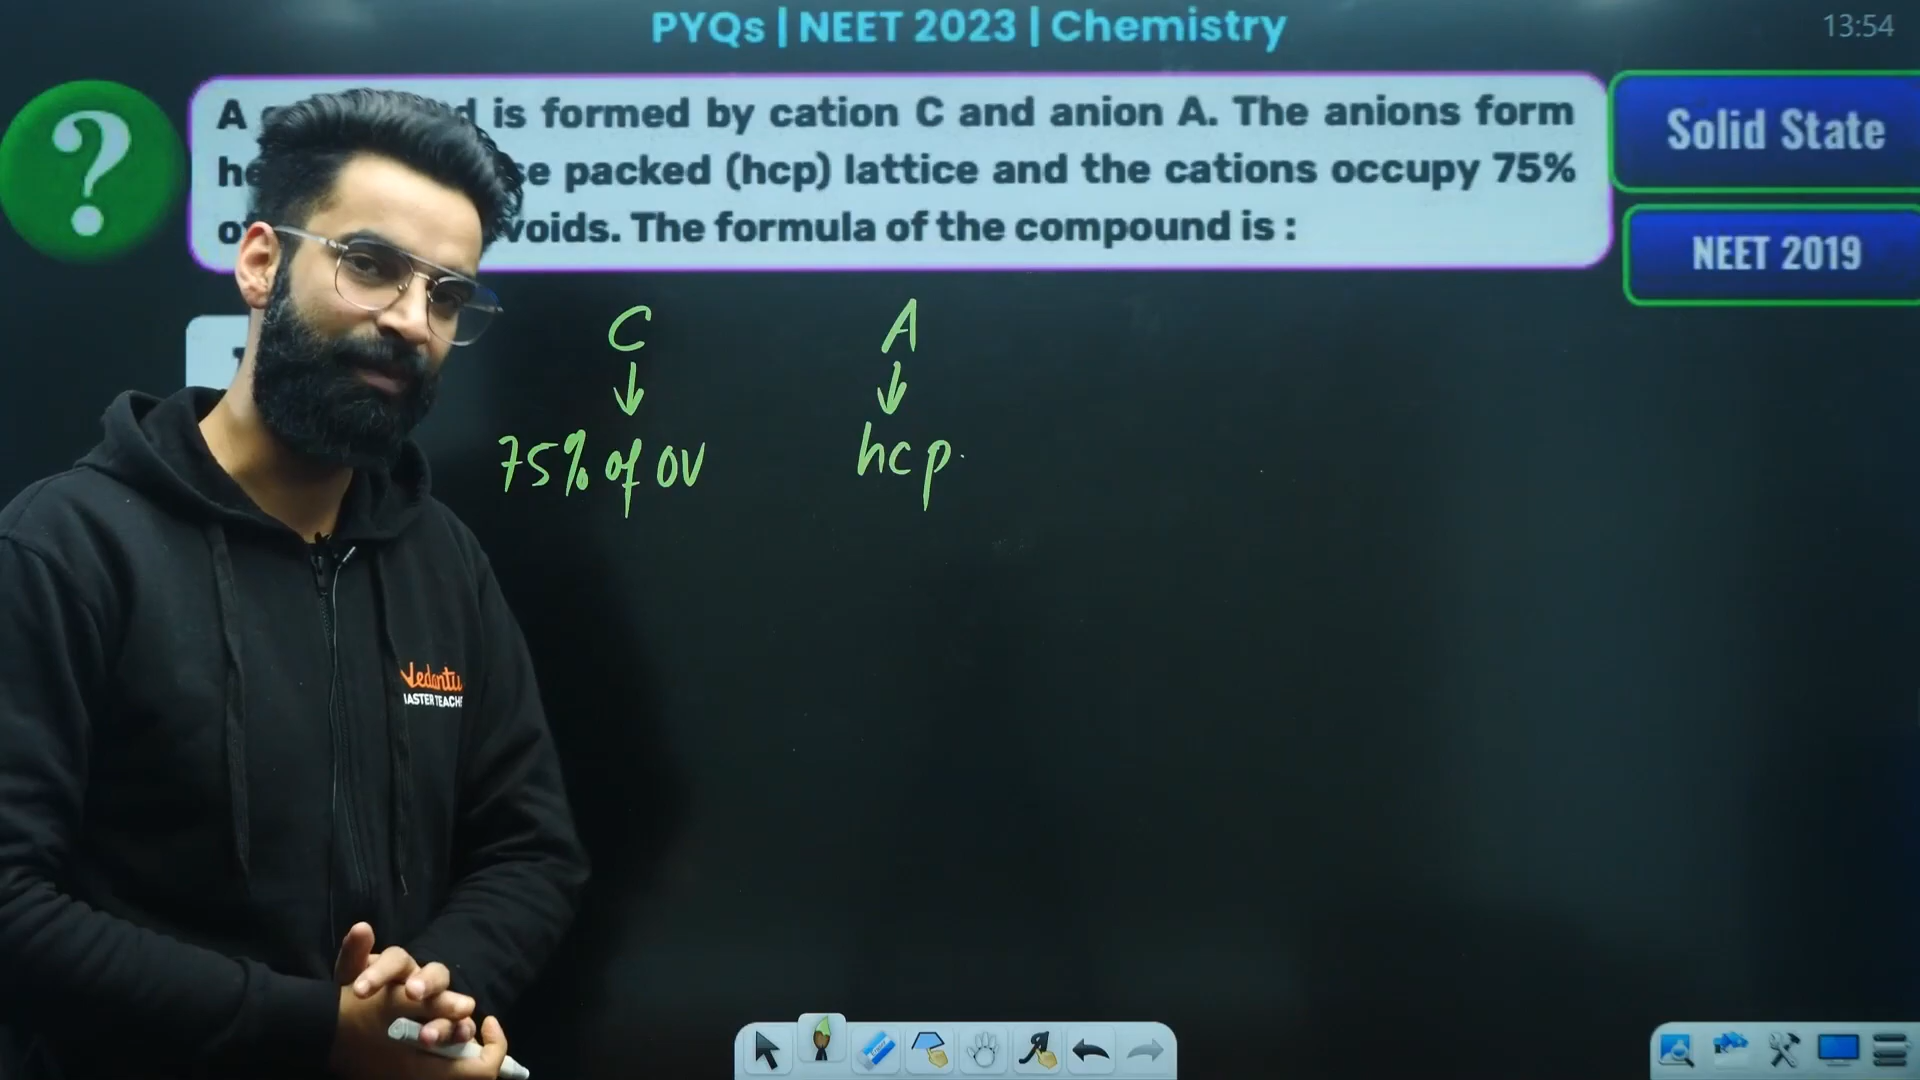 PYQs | NEET 2023 | Chemistry
13:54
A is formed by cation C and anion A. The anions form
packed (hcp) lattice and the cations occupy 75%
voids. The formula of the compound is :
Solid State
NEET 2019
?
C A
↓ ↓
75% of OV hcp.
Vedantu
MASTER TEACHER